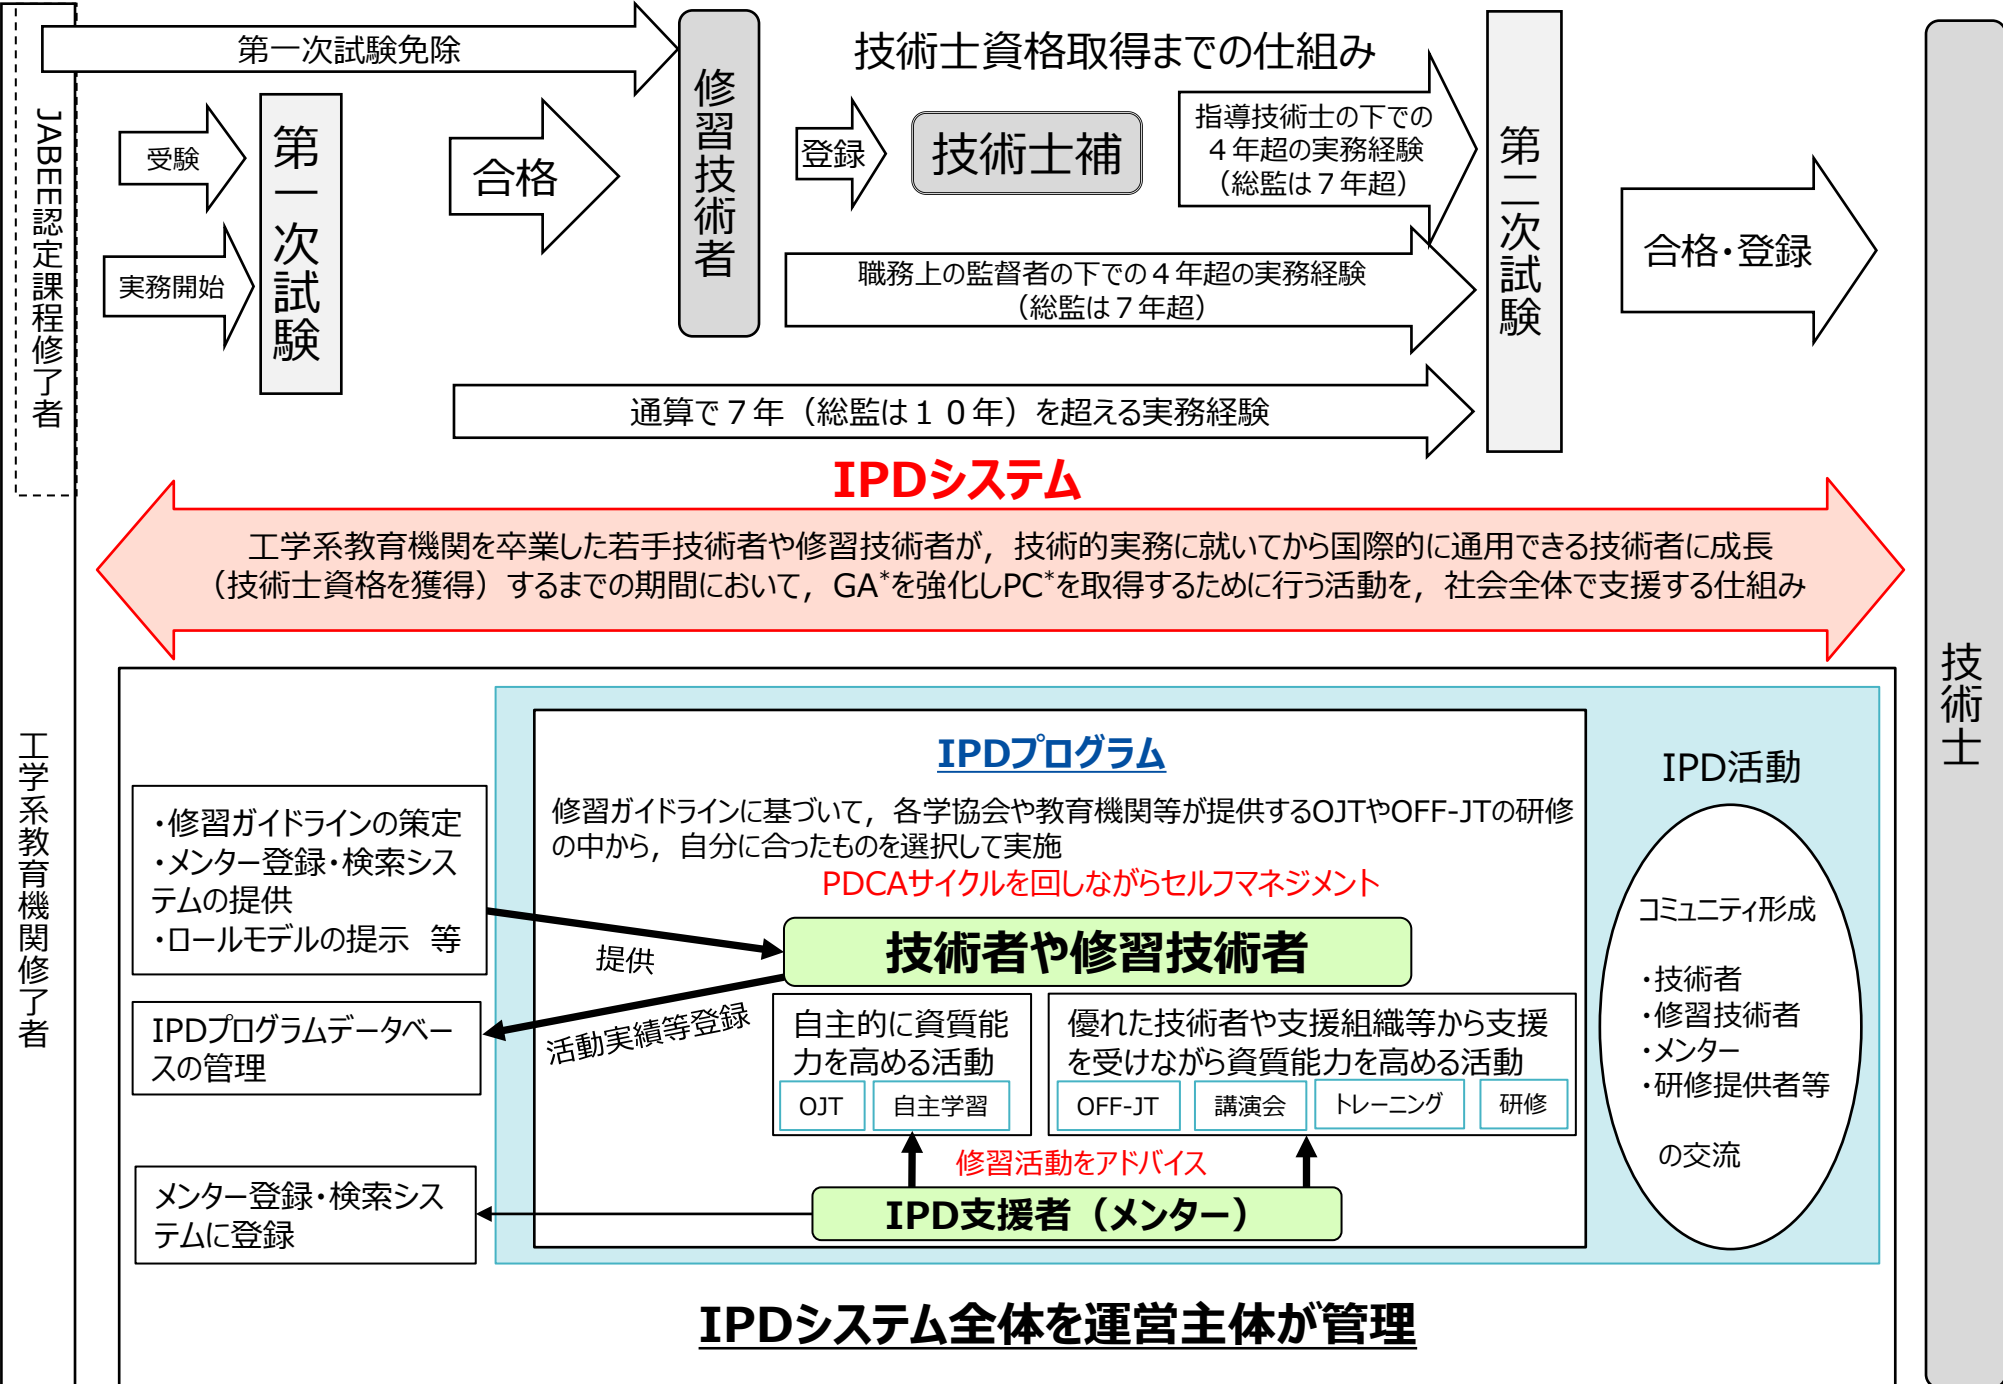 第一次試験免除
技術士資格取得までの仕組み
JABEE認定課程修了者
受験
実務開始
第一次試験
合格
修習技術者
登録
技術士補
指導技術士の下での
４年超の実務経験
（総監は７年超）
職務上の監督者の下での４年超の実務経験
（総監は７年超）
通算で７年（総監は１０年）を超える実務経験
第二次試験
合格・登録
技術士
工学系教育機関修了者
IPDシステム
工学系教育機関を卒業した若手技術者や修習技術者が，技術的実務に就いてから国際的に通用できる技術者に成長
（技術士資格を獲得）するまでの期間において，GA*を強化しPC*を取得するために行う活動を，社会全体で支援する仕組み
・修習ガイドラインの策定
・メンター登録・検索シス
テムの提供
・ロールモデルの提示　等
IPDプログラムデータベー
スの管理
メンター登録・検索シス
テムに登録
IPDプログラム
修習ガイドラインに基づいて，各学協会や教育機関等が提供するOJTやOFF-JTの研修
の中から，自分に合ったものを選択して実施
PDCAサイクルを回しながらセルフマネジメント
提供
技術者や修習技術者
活動実績等登録
自主的に資質能
力を高める活動
OJT
自主学習
優れた技術者や支援組織等から支援
を受けながら資質能力を高める活動
OFF-JT
講演会
トレーニング
研修
修習活動をアドバイス
IPD支援者（メンター）
IPD活動
コミュニティ形成
・技術者
・修習技術者
・メンター
・研修提供者等
の交流
IPDシステム全体を運営主体が管理